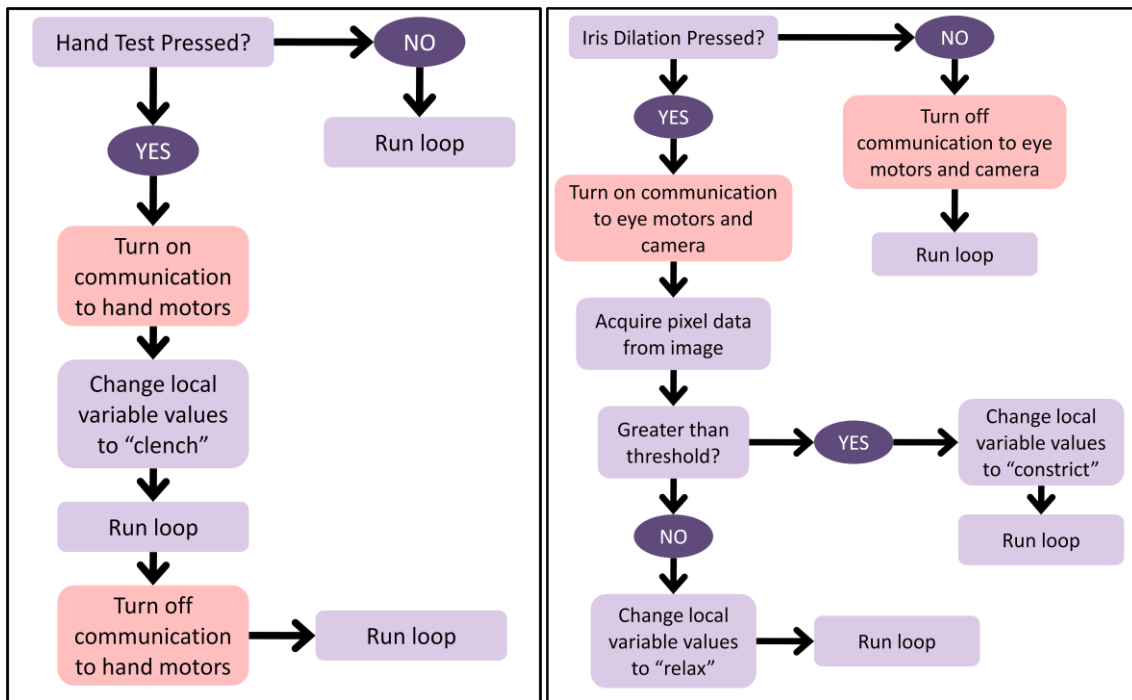 Hand Test Pressed?
NO
Run loop
YES
Turn on
communication
to hand motors
Change local
variable values
to “clench”
Run loop
Turn off
communication
to hand motors
Run loop
Iris Dilation Pressed?
NO
Turn off
communication to eye
motors and camera
Run loop
YES
Turn on communication
to eye motors and
camera
Acquire pixel data
from image
Greater than
threshold?
YES
Change local
variable values
to “constrict”
Run loop
NO
Change local
variable values
to “relax”
Run loop